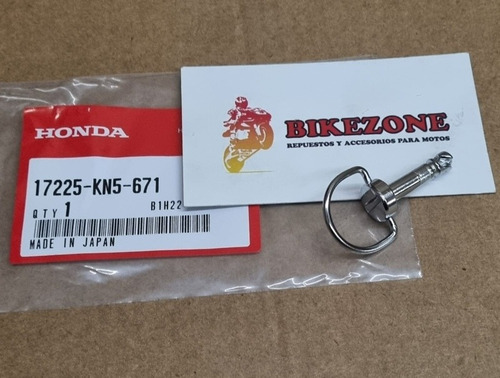 HONDA
17225-KN5-671
QTY 1
B1H22
MADE IN JAPAN
BIKEZONE
REPUESTOS Y ACCESORIOS PARA MOTOS